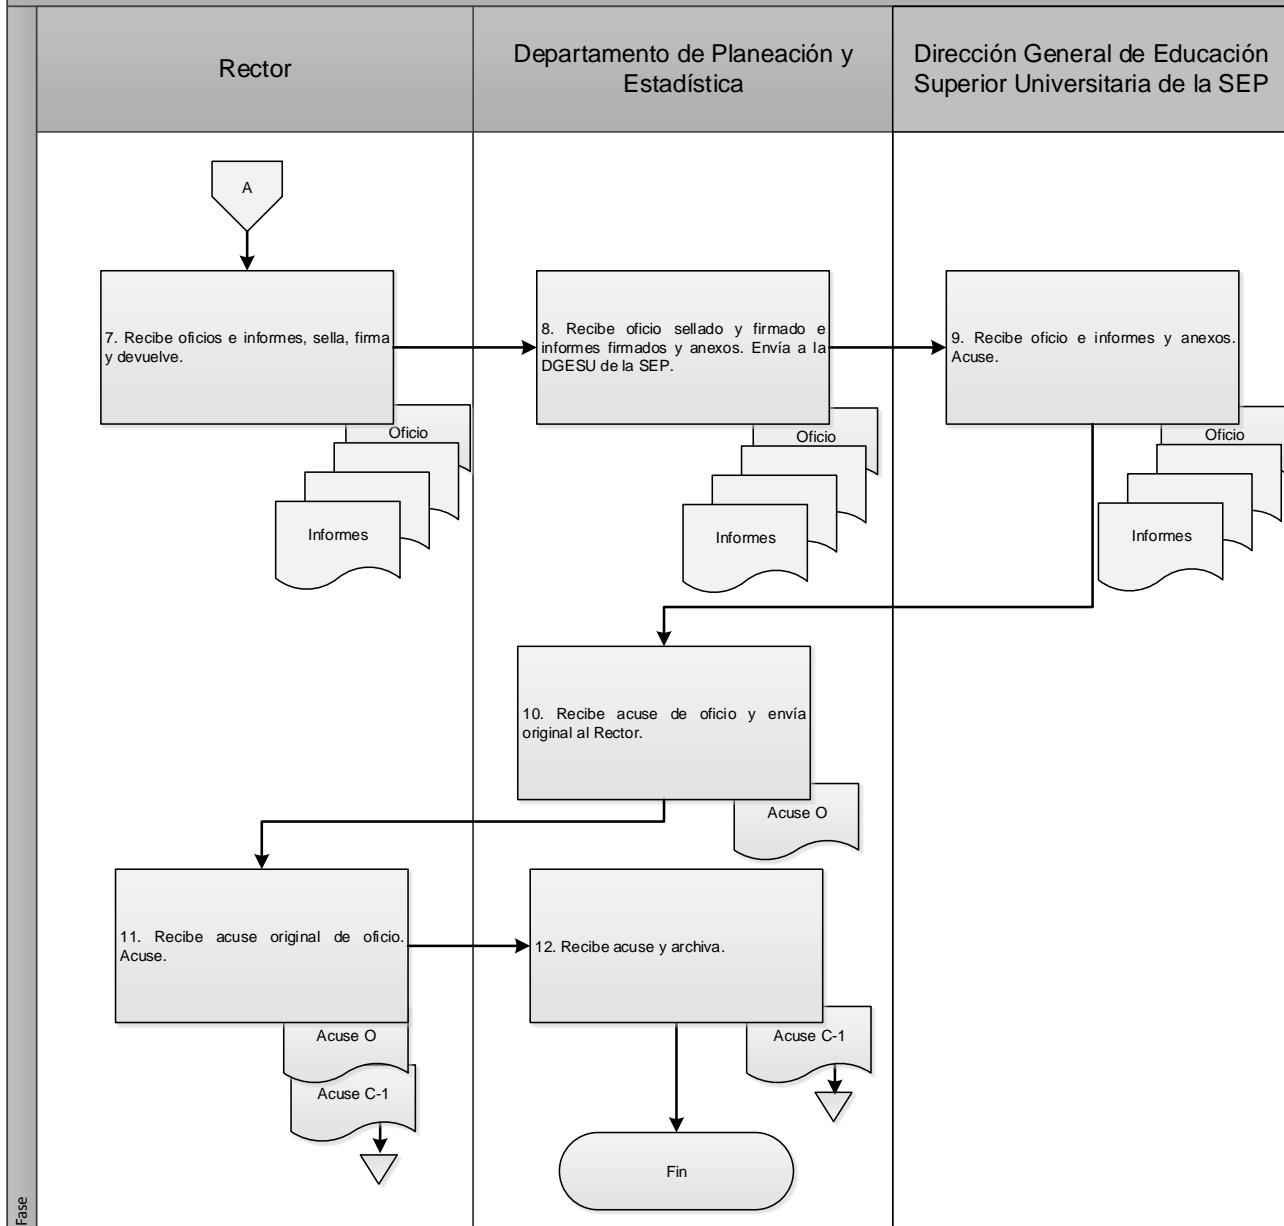 Rector
Departamento de Planeación y
Estadística
Dirección General de Educación
Superior Universitaria de la SEP
A
7. Recibe oficios e informes, sella, firma
y devuelve.
8. Recibe oficio sellado y firmado e
informes firmados y anexos. Envía a la
DGESU de la SEP.
9. Recibe oficio e informes y anexos.
Acuse.
Oficio
Informes
Oficio
Informes
Oficio
Informes
10. Recibe acuse de oficio y envía
original al Rector.
Acuse O
11. Recibe acuse original de oficio.
Acuse.
12. Recibe acuse y archiva.
Acuse O
Acuse C-1
Acuse C-1
Fin
Fase